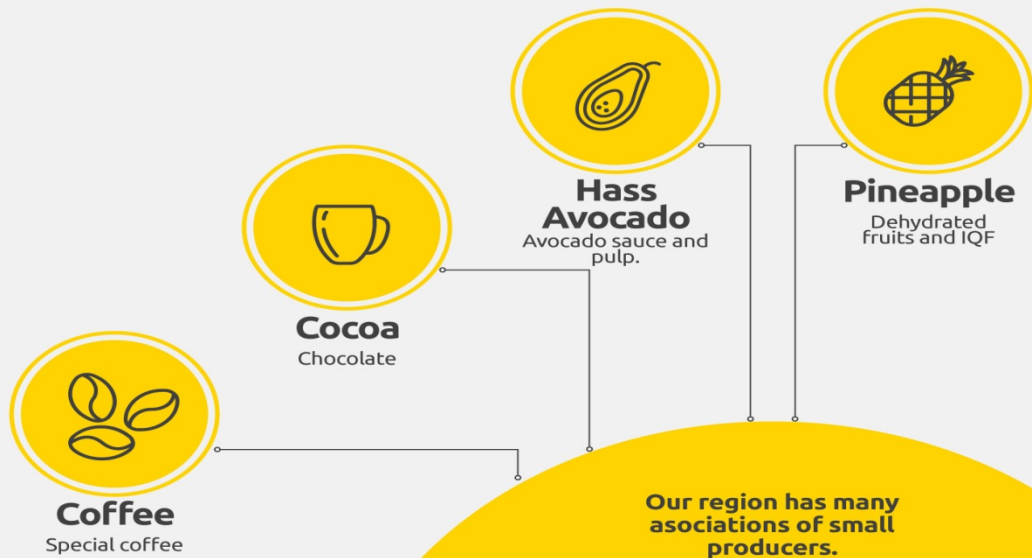 Hass
Avocado
Avocado sauce and
pulp.
Pineapple
Dehydrated
fruits and IQF
Cocoa
Chocolate
Coffee
Special coffee
Our region has many
asociations of small
producers.